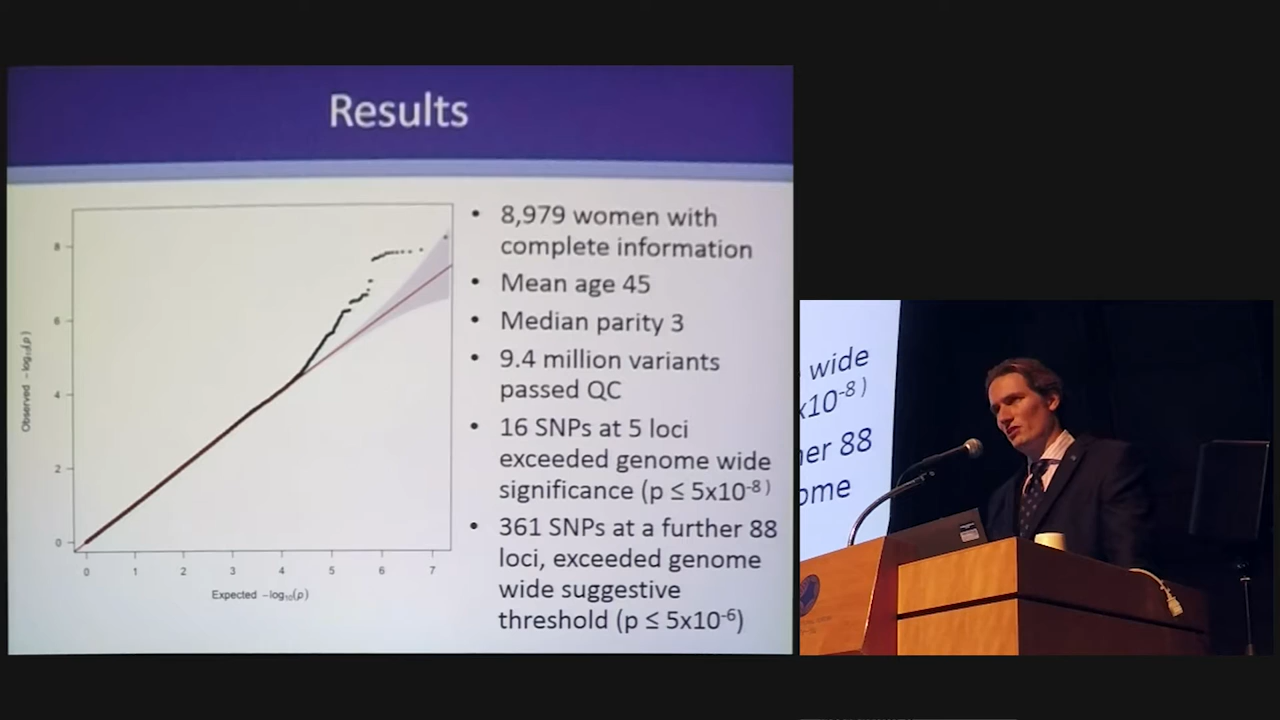 Results
8
6
4
2
0
Observed −log₁₀(p)
0 1 2 3 4 5 6 7
Expected −log₁₀(p)
• 8,979 women with
complete information
• Mean age 45
• Median parity 3
• 9.4 million variants
passed QC
• 16 SNPs at 5 loci
exceeded genome wide
significance (p ≤ 5x10⁻⁸)
• 361 SNPs at a further 88
loci, exceeded genome
wide suggestive
threshold (p ≤ 5x10⁻⁶)
wide
x10⁻⁸)
er 88
ome